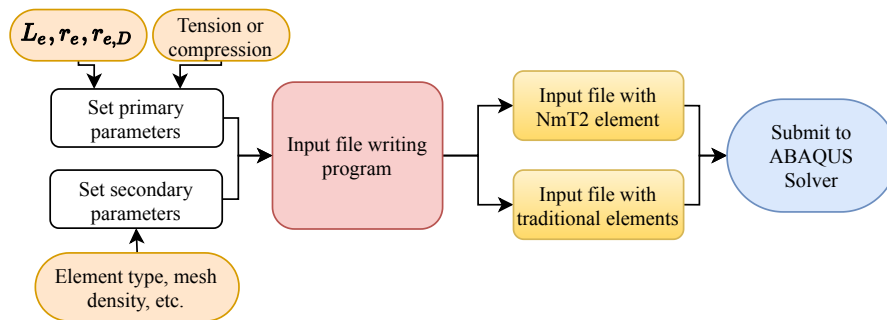 L_e, r_e, r_{e,D}
Tension or
compression
Set primary
parameters
Set secondary
parameters
Element type, mesh
density, etc.
Input file writing
program
Input file with
NmT2 element
Input file with
traditional elements
Submit to
ABAQUS
Solver